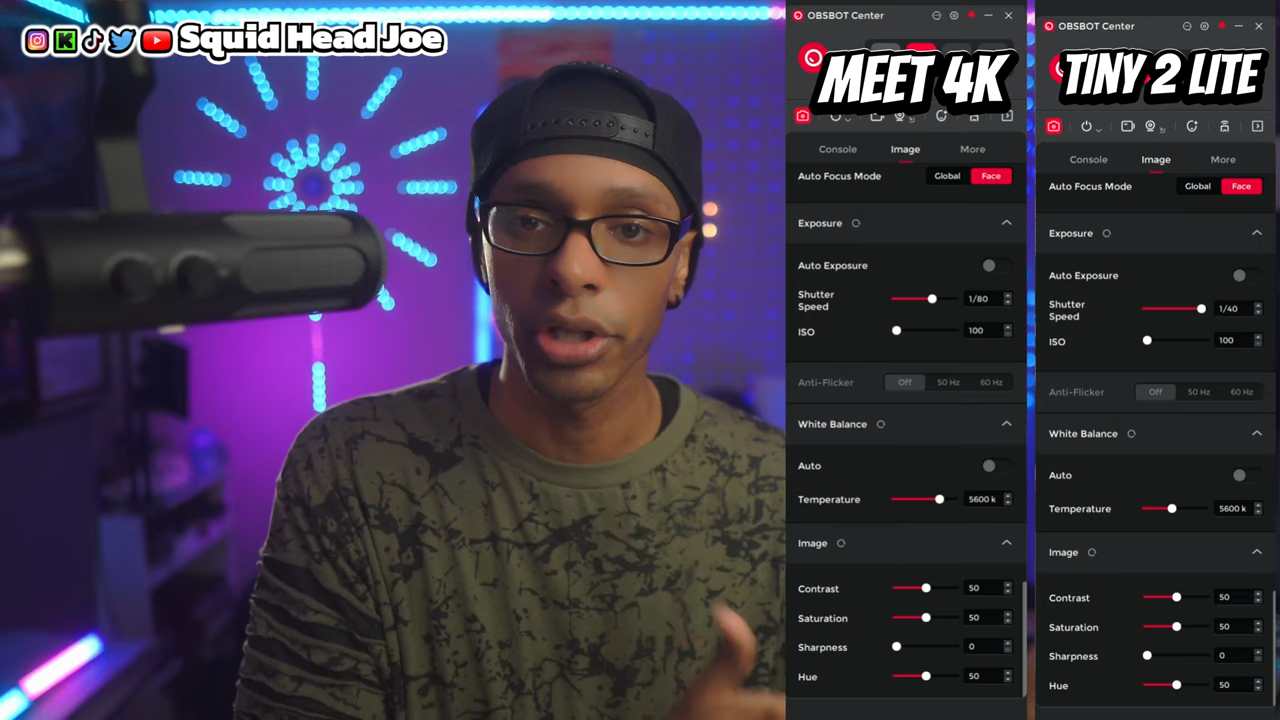 Squid Head Joe
OBSBOT Center
MEET 4K
Console Image More
Auto Focus Mode Global Face
Exposure
Auto Exposure
Shutter Speed 1/80
ISO 100
Anti-Flicker Off 50 Hz 60 Hz
White Balance
Auto
Temperature 5600 k
Image
Contrast 50
Saturation 50
Sharpness 0
Hue 50
OBSBOT Center
TINY 2 LITE
Console Image More
Auto Focus Mode Global Face
Exposure
Auto Exposure
Shutter Speed 1/40
ISO 100
Anti-Flicker Off 50 Hz 60 Hz
White Balance
Auto
Temperature 5600 k
Image
Contrast 50
Saturation 50
Sharpness 0
Hue 50